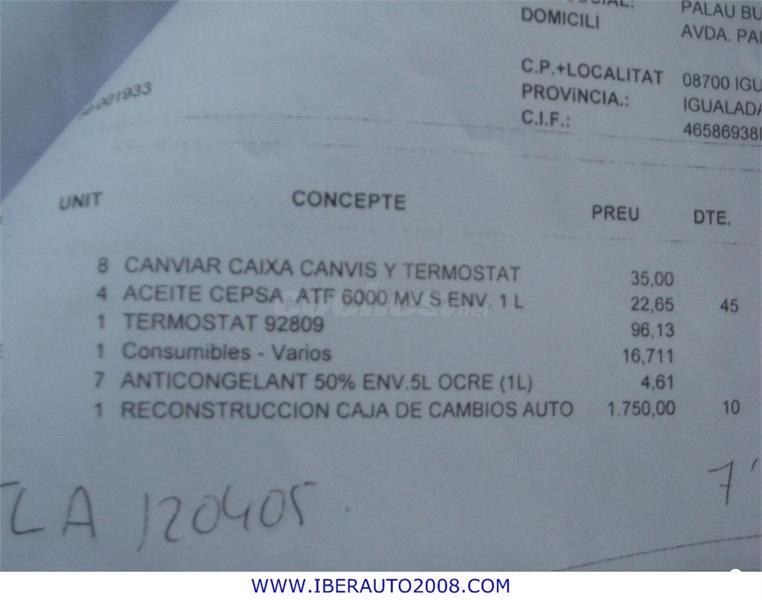 DOMICILI PALAU BU
AVDA. PA
C.P.+LOCALITAT 08700 IGU
PROViNCIA.: IGUALADA
C.I.F.: 46586938
-001933
UNIT CONCEPTE PREU DTE.
8 CANVIAR CAIXA CANVIS Y TERMOSTAT 35,00
4 ACEITE CEPSA ATF 6000 MV S ENV. 1 L 22,65 45
1 TERMOSTAT 92809 96,13
1 Consumibles - Varios 16,711
7 ANTICONGELANT 50% ENV.5L OCRE (1L) 4,61
1 RECONSTRUCCION CAJA DE CAMBIOS AUTO 1.750,00 10
coches.net
120405
7'
WWW.IBERAUTO2008.COM